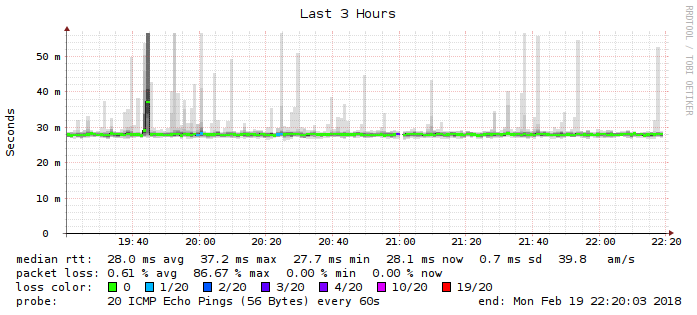 Last 3 Hours
RRDTOOL / TOBI OETIKER
Seconds
50 m
40 m
30 m
20 m
10 m
0
19:40 20:00 20:20 20:40 21:00 21:20 21:40 22:00 22:20
median rtt: 28.0 ms avg 37.2 ms max 27.7 ms min 28.1 ms now 0.7 ms sd 39.8 am/s
packet loss: 0.61 % avg 86.67 % max 0.00 % min 0.00 % now
loss color: 0 1/20 2/20 3/20 4/20 10/20 19/20
probe: 20 ICMP Echo Pings (56 Bytes) every 60s end: Mon Feb 19 22:20:03 2018